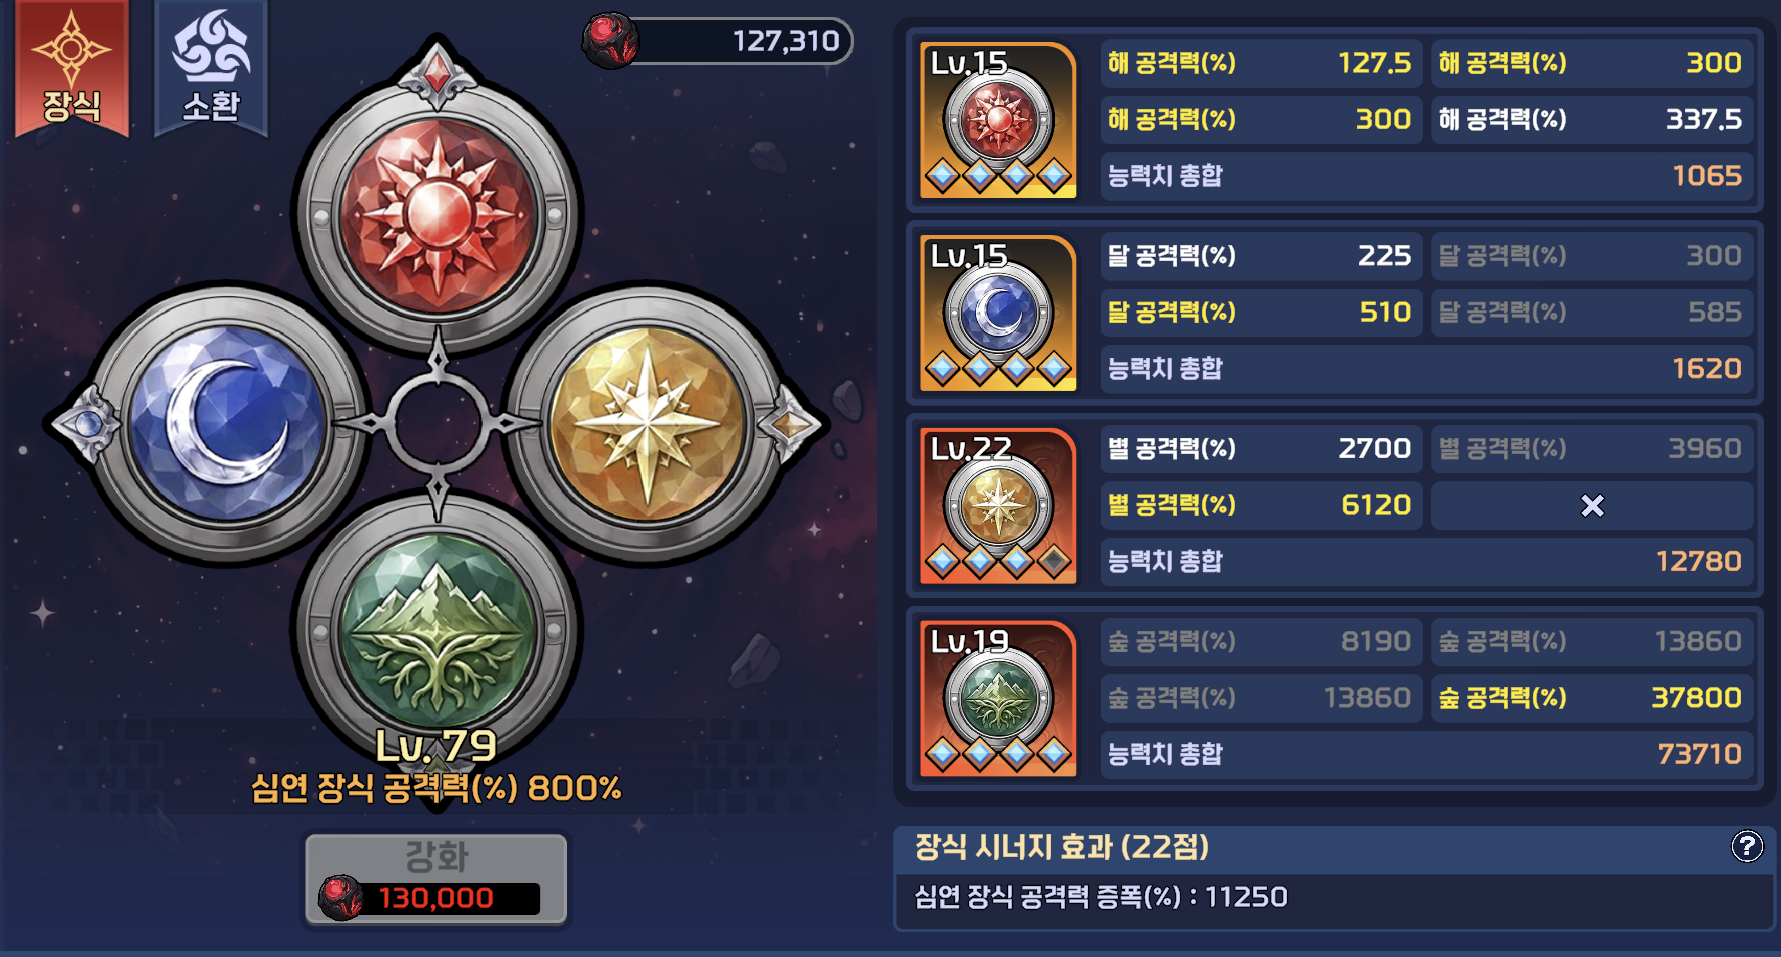 장식
소환
127,310
Lv.79
심연 장식 공격력(%) 800%
강화
130,000
Lv.15
해 공격력(%) 127.5 해 공격력(%) 300
해 공격력(%) 300 해 공격력(%) 337.5
능력치 총합 1065
Lv.15
달 공격력(%) 225 달 공격력(%) 300
달 공격력(%) 510 달 공격력(%) 585
능력치 총합 1620
Lv.22
별 공격력(%) 2700 별 공격력(%) 3960
별 공격력(%) 6120
능력치 총합 12780
Lv.19
숲 공격력(%) 8190 숲 공격력(%) 13860
숲 공격력(%) 13860 숲 공격력(%) 37800
능력치 총합 73710
장식 시너지 효과 (22점)
?
심연 장식 공격력 증폭(%) : 11250